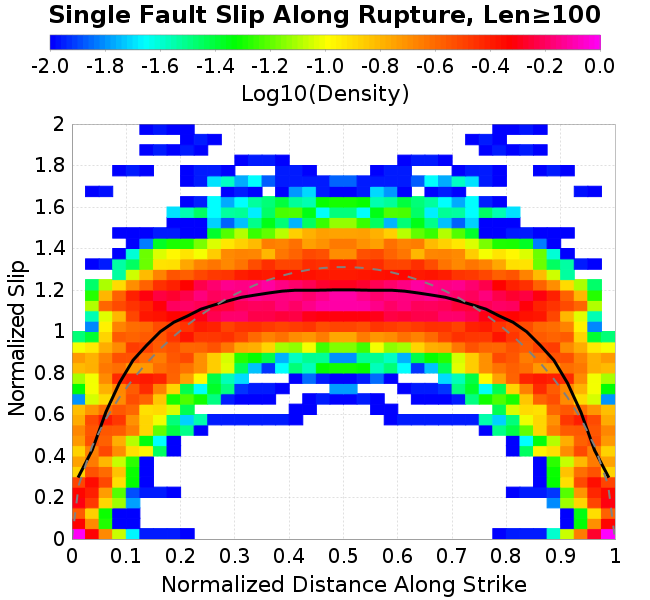 Single Fault Slip Along Rupture, Len≥100
-2.0 -1.8 -1.6 -1.4 -1.2 -1.0 -0.8 -0.6 -0.4 -0.2 0.0
Log10(Density)
Normalized Slip
2
1.8
1.6
1.4
1.2
1
0.8
0.6
0.4
0.2
0
0 0.1 0.2 0.3 0.4 0.5 0.6 0.7 0.8 0.9 1
Normalized Distance Along Strike